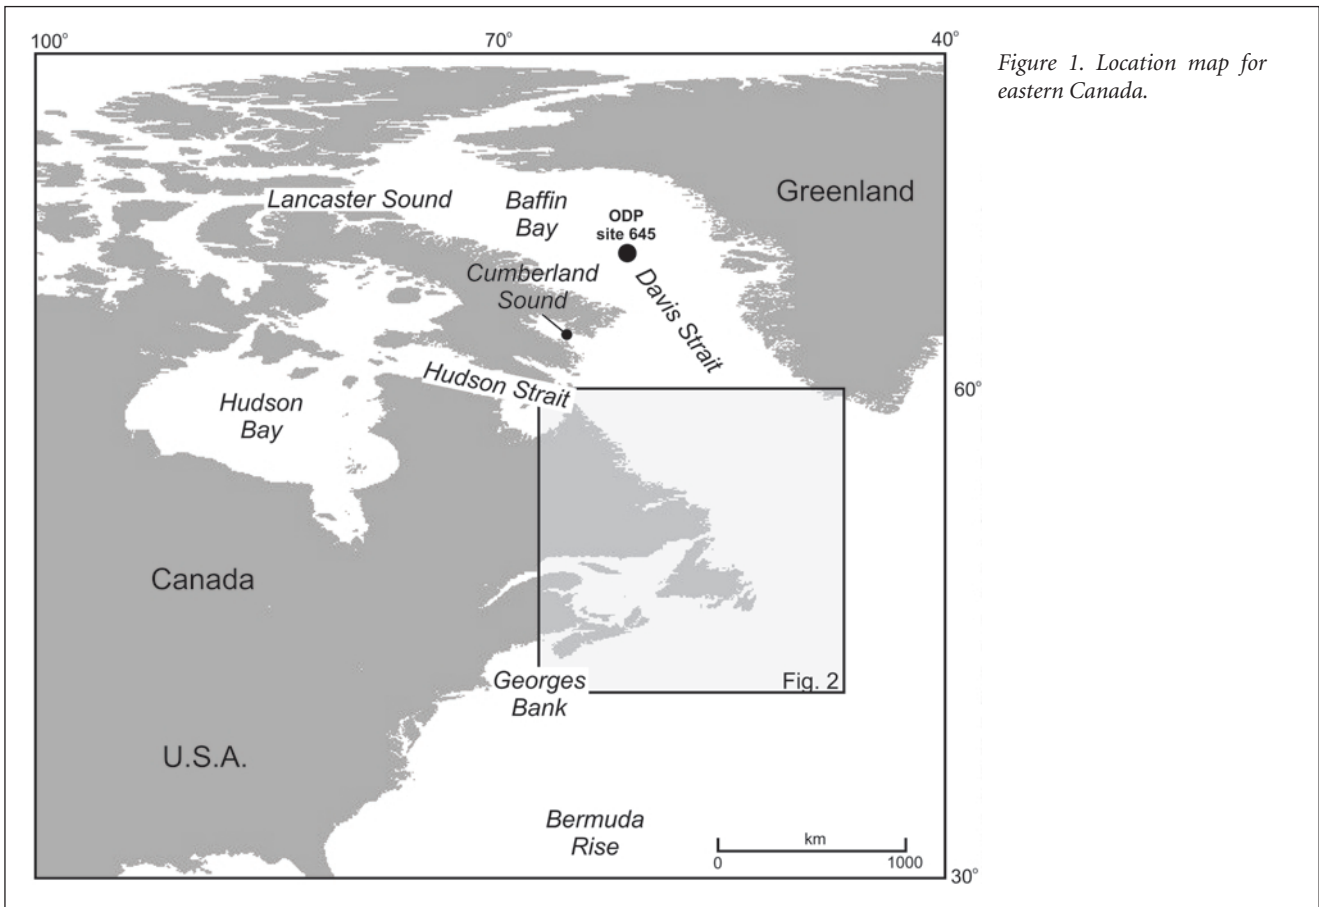 100°
70°
40°
Figure 1. Location map for
eastern Canada.
Greenland
Lancaster Sound
Baffin
Bay
ODP
site 645
Cumberland
Sound
Davis Strait
Hudson Strait
60°
Hudson
Bay
Canada
Georges
Bank
Fig. 2
U.S.A.
Bermuda
Rise
km
0
1000
30°